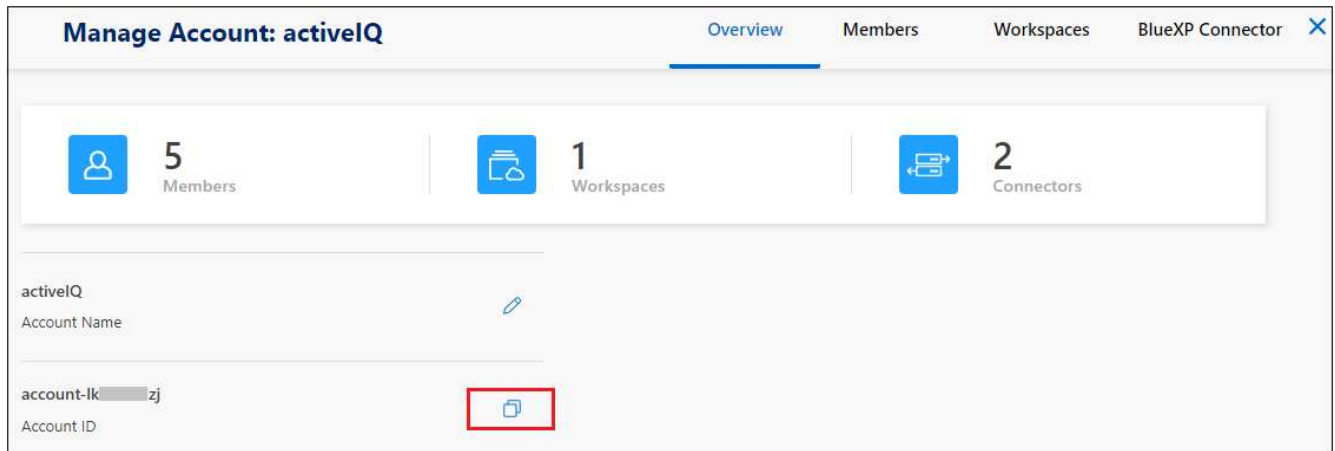 Manage Account: activeIQ
Overview
Members
Workspaces
BlueXP Connector
5
Members
1
Workspaces
2
Connectors
activeIQ
Account Name
account-lk zj
Account ID